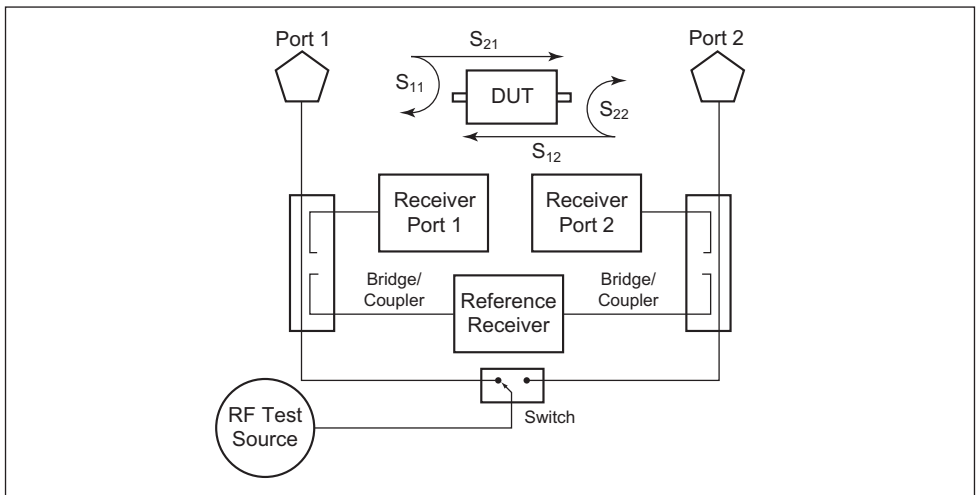 Port 1
S21
Port 2
S11
DUT
S22
S12
Receiver
Port 1
Receiver
Port 2
Bridge/
Coupler
Reference
Receiver
Bridge/
Coupler
RF Test
Source
Switch